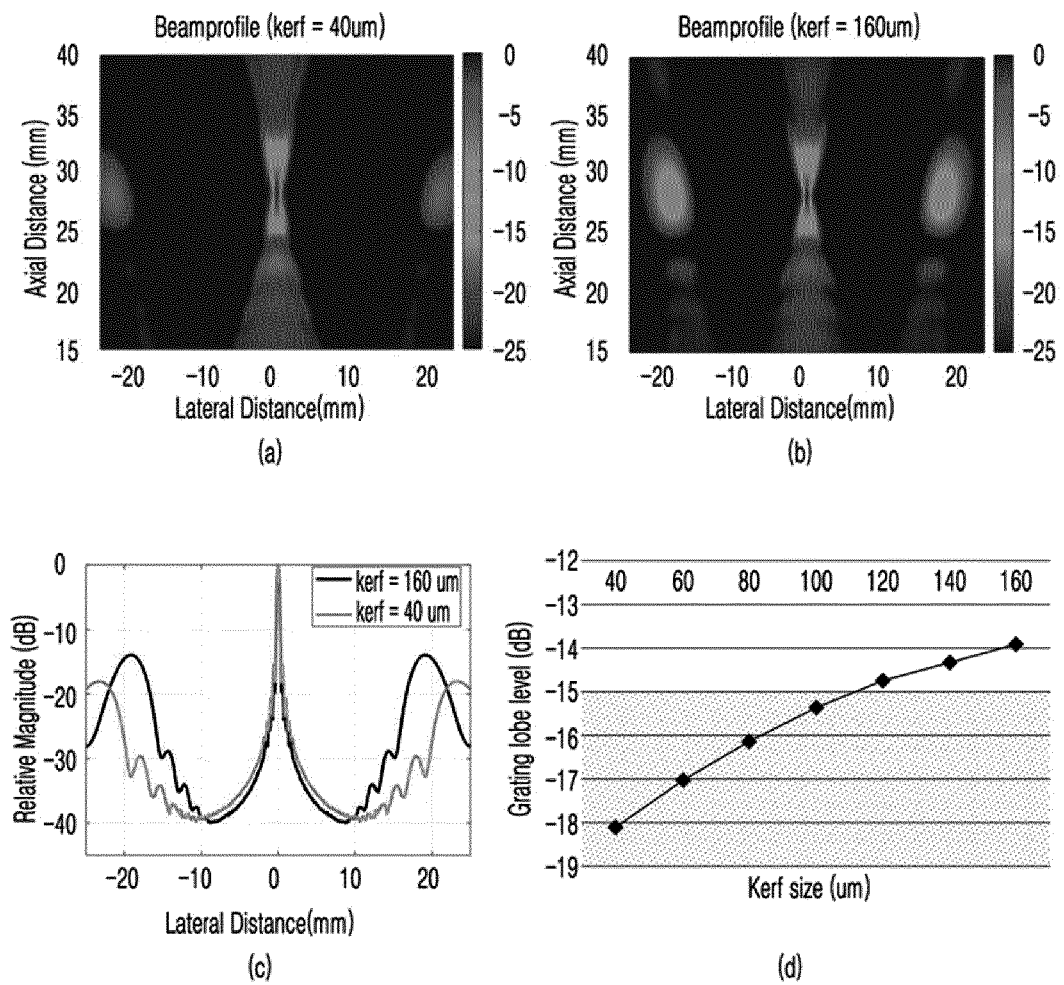 Beamprofile (kerf = 40um)
40
35
30
25
20
15
Axial Distance (mm)
-20 -10 0 10 20
Lateral Distance(mm)
0
-5
-10
-15
-20
-25
(a)
Beamprofile (kerf = 160um)
40
35
30
25
20
15
Axial Distance (mm)
-20 -10 0 10 20
Lateral Distance(mm)
0
-5
-10
-15
-20
-25
(b)
0
-10
-20
-30
-40
Relative Magnitude (dB)
kerf = 160 um
kerf = 40 um
-20 -10 0 10 20
Lateral Distance(mm)
(c)
-12
-13
-14
-15
-16
-17
-18
-19
Grating lobe level (dB)
40 60 80 100 120 140 160
Kerf size (um)
(d)